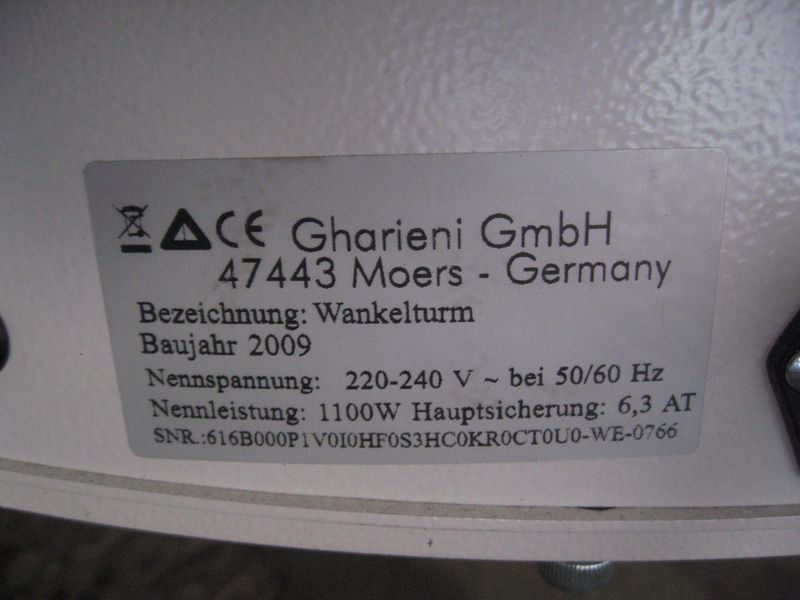 CE Gharieni GmbH
47443 Moers - Germany
Bezeichnung: Wankelturm
Baujahr 2009
Nennspannung: 220-240 V ~ bei 50/60 Hz
Nennleistung: 1100W Hauptsicherung: 6,3 AT
SNR.:616B000P1V0I0HF0S3HC0KR0CT0U0-WE-0766